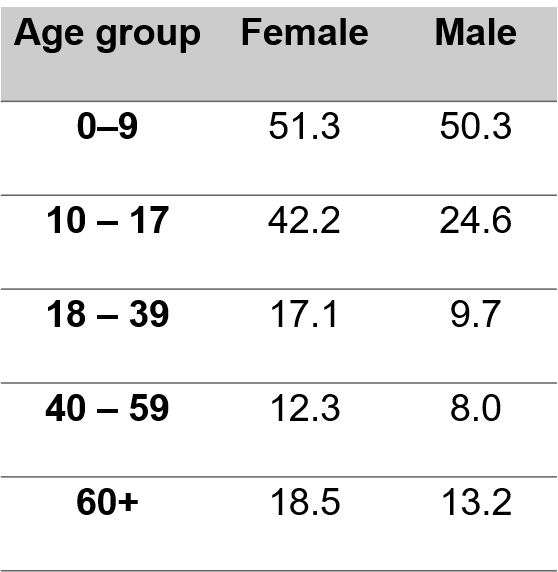 Age group Female Male
0–9 51.3 50.3
10 – 17 42.2 24.6
18 – 39 17.1 9.7
40 – 59 12.3 8.0
60+ 18.5 13.2